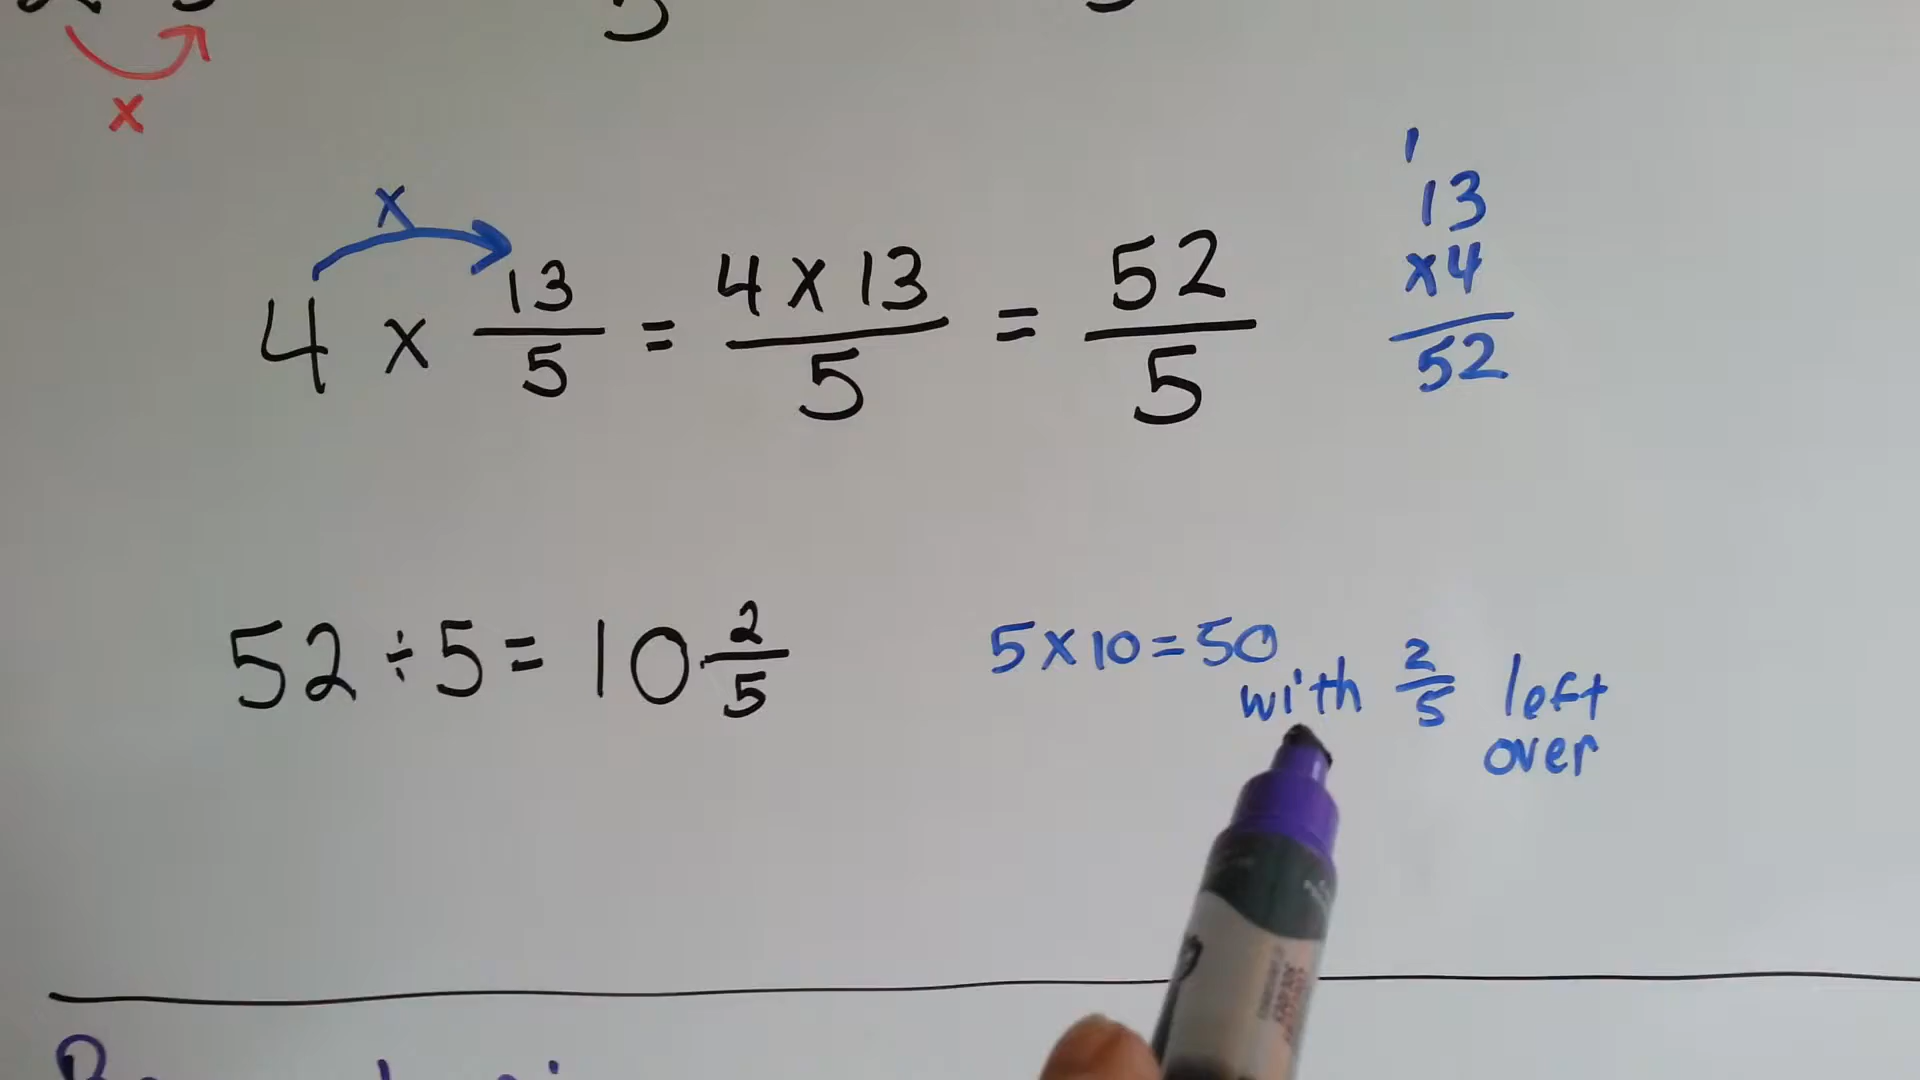 x
x
4 x 13/5 = 4 x 13/5 = 52/5
1
13
x4
52
52 ÷ 5 = 10 2/5
5 x 10 = 50
with 2/5 left
over